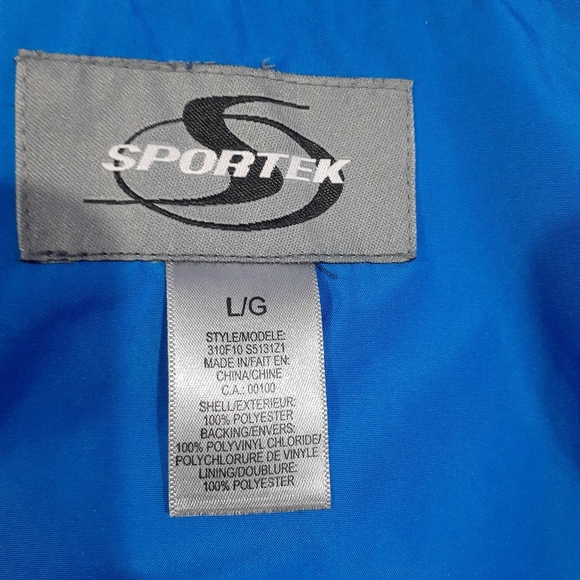 SPORTEK
L/G
STYLE/MODELE:
310F10 S5131Z1
MADE IN/FAIT EN:
CHINA/CHINE
C.A.: 00100
SHELL/EXTERIEUR:
100% POLYESTER
BACKING/ENVERS:
100% POLYVINYL CHLORIDE/
POLYCHLORURE DE VINYLE
LINING/DOUBLURE:
100% POLYESTER